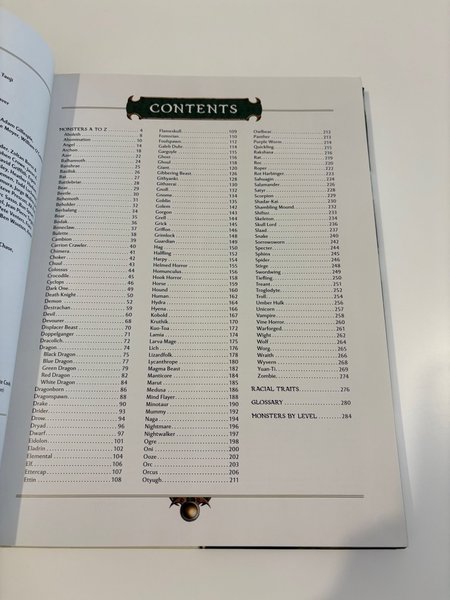 CONTENTS
MONSTERS A TO Z 4
Aboleth 8
Abomination 10
Angel 14
Archon 18
Azer 22
Balhannoth 24
Banshrae 25
Basilisk 26
Bat 27
Battlebriar 28
Bear 29
Beetle 30
Behemoth 31
Beholder 32
Berbalang 34
Boar 35
Bodak 36
Boneclaw 37
Bulette 38
Cambion 39
Carrion Crawler 40
Chimera 41
Choker 42
Chuul 43
Colossus 44
Crocodile 45
Cyclops 46
Dark One 49
Death Knight 50
Demon 52
Destrachan 59
Devil 60
Devourer 68
Displacer Beast 70
Doppelganger 71
Dracolich 72
Dragon 74
Black Dragon 75
Blue Dragon 77
Green Dragon 79
Red Dragon 82
White Dragon 84
Dragonborn 86
Dragonspawn 88
Drake 90
Drider 93
Drow 94
Dryad 96
Dwarf 97
Eidolon 101
Eladrin 102
Elemental 104
Elf 106
Ettercap 107
Ettin 108
Flameskull 109
Fomorian 110
Foulspawn 112
Galeb Duhr 114
Gargoyle 115
Ghost 116
Ghoul 118
Giant 120
Gibbering Beast 126
Githyanki 128
Githzerai 130
Gnoll 132
Gnome 134
Goblin 136
Golem 142
Gorgon 143
Grell 144
Grick 145
Griffon 146
Grimlock 148
Guardian 149
Hag 150
Halfling 152
Harpy 154
Helmed Horror 155
Homunculus 156
Hook Horror 158
Horse 159
Hound 160
Human 162
Hydra 164
Hyena 166
Kobold 167
Kruthik 170
Kuo-Toa 172
Lamia 174
Larva Mage 175
Lich 176
Lizardfolk 178
Lycanthrope 180
Magma Beast 182
Manticore 184
Marut 185
Medusa 186
Mind Flayer 188
Minotaur 190
Mummy 192
Naga 194
Nightmare 196
Nightwalker 197
Ogre 198
Oni 200
Ooze 202
Orc 203
Orcus 206
Otyugh 211
Owlbear 212
Panther 213
Purple Worm 214
Quickling 215
Rakshasa 216
Rat 219
Roc 220
Roper 222
Rot Harbinger 223
Sahuagin 224
Salamander 226
Satyr 228
Scorpion 229
Shadar-Kai 230
Shambling Mound 232
Shifter 233
Skeleton 234
Skull Lord 236
Slaad 237
Snake 240
Sorrowsworn 242
Specter 244
Sphinx 245
Spider 246
Stirge 248
Swordwing 249
Tiefling 250
Treant 251
Troglodyte 252
Troll 254
Umber Hulk 256
Unicorn 257
Vampire 258
Vine Horror 260
Warforged 261
Wight 262
Wolf 264
Worg 265
Wraith 266
Wyvern 268
Yuan-Ti 269
Zombie 274
RACIAL TRAITS 276
GLOSSARY 280
MONSTERS BY LEVEL 284